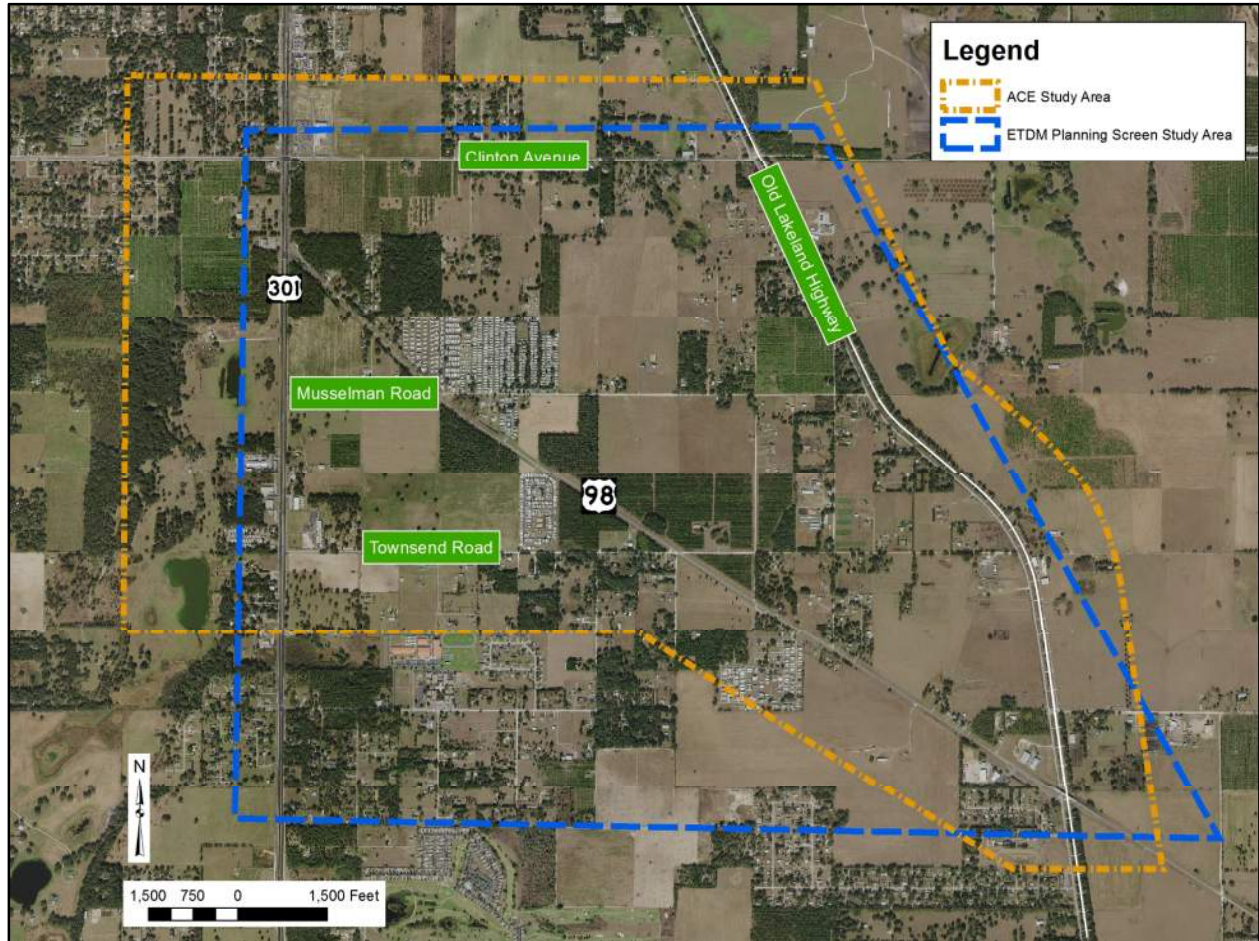 Legend
ACE Study Area
ETDM Planning Screen Study Area
Clinton Avenue
Old Lakeland Highway
301
Musselman Road
98
Townsend Road
N
1,500 750 0 1,500 Feet